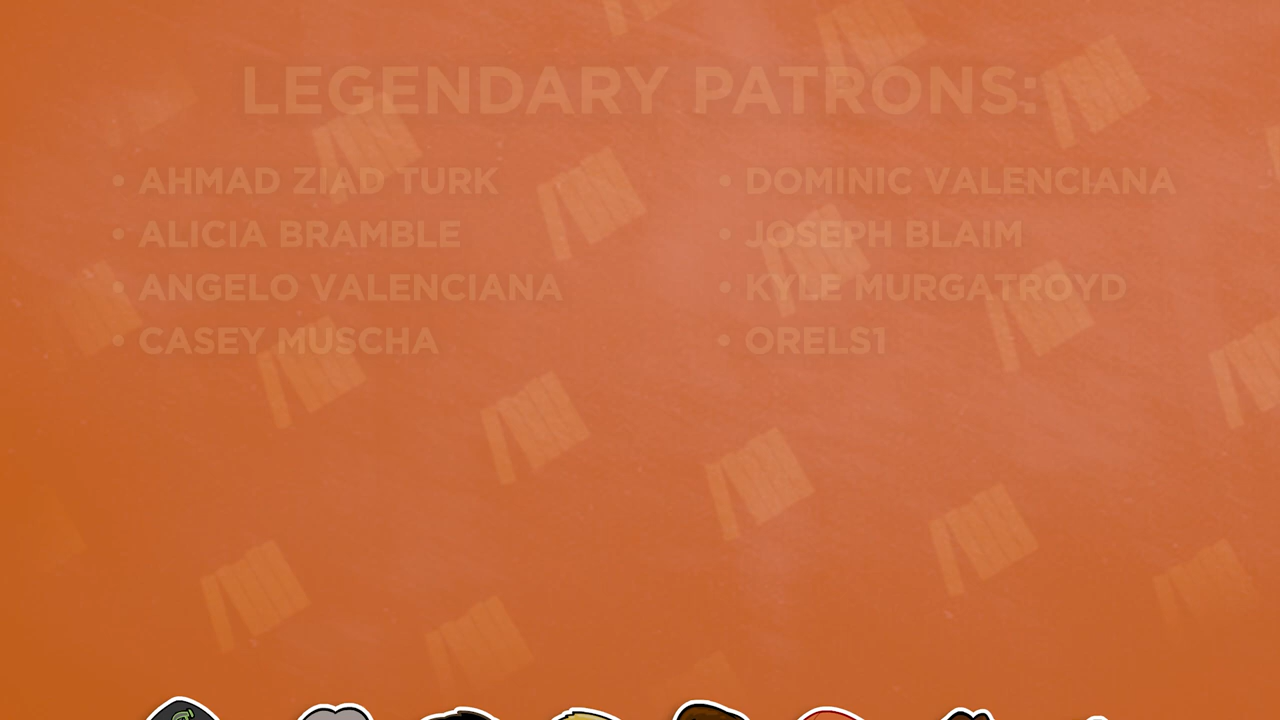 LEGENDARY PATRONS:
• AHMAD ZIAD TURK
• ALICIA BRAMBLE
• ANGELO VALENCIANA
• CASEY MUSCHA
• DOMINIC VALENCIANA
• JOSEPH BLAIM
• KYLE MURGATROYD
• ORELS1